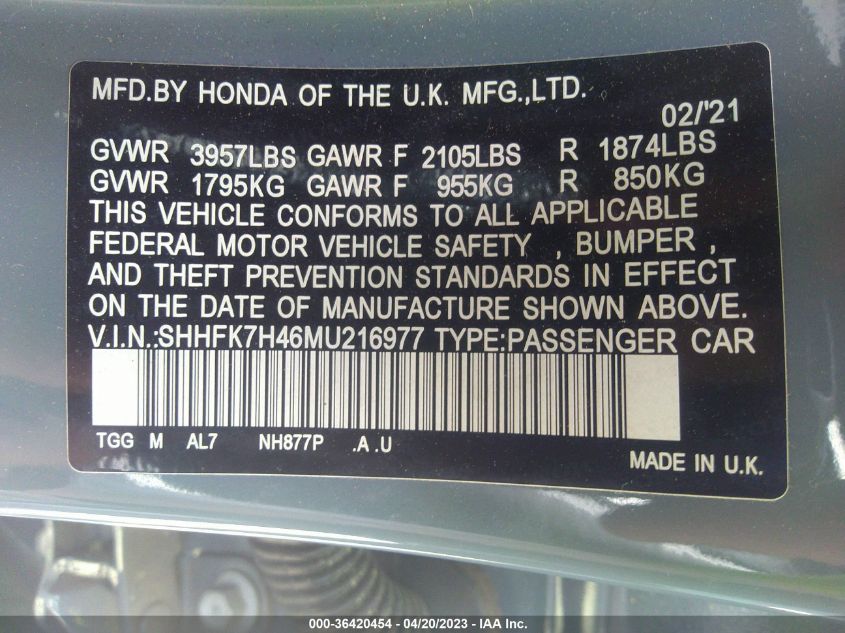 MFD.BY HONDA OF THE U.K. MFG.,LTD.
02/'21
GVWR 3957LBS GAWR F 2105LBS R 1874LBS
GVWR 1795KG GAWR F 955KG R 850KG
THIS VEHICLE CONFORMS TO ALL APPLICABLE
FEDERAL MOTOR VEHICLE SAFETY , BUMPER ,
AND THEFT PREVENTION STANDARDS IN EFFECT
ON THE DATE OF MANUFACTURE SHOWN ABOVE.
V.I.N.:SHHFK7H46MU216977 TYPE:PASSENGER CAR
TGG M AL7 NH877P .A .U
MADE IN U.K.
000-36420454 - 04/20/2023 - IAA Inc.